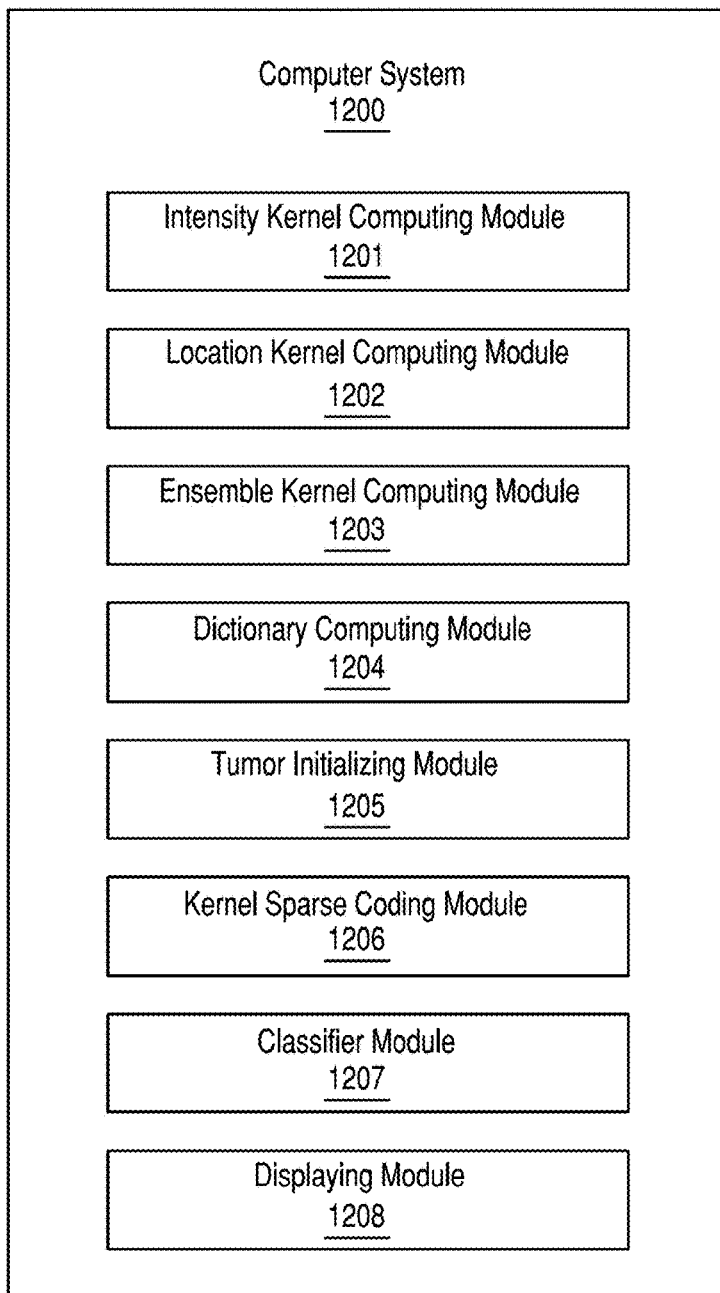 Computer System
1200
Intensity Kernel Computing Module
1201
Location Kernel Computing Module
1202
Ensemble Kernel Computing Module
1203
Dictionary Computing Module
1204
Tumor Initializing Module
1205
Kernel Sparse Coding Module
1206
Classifier Module
1207
Displaying Module
1208